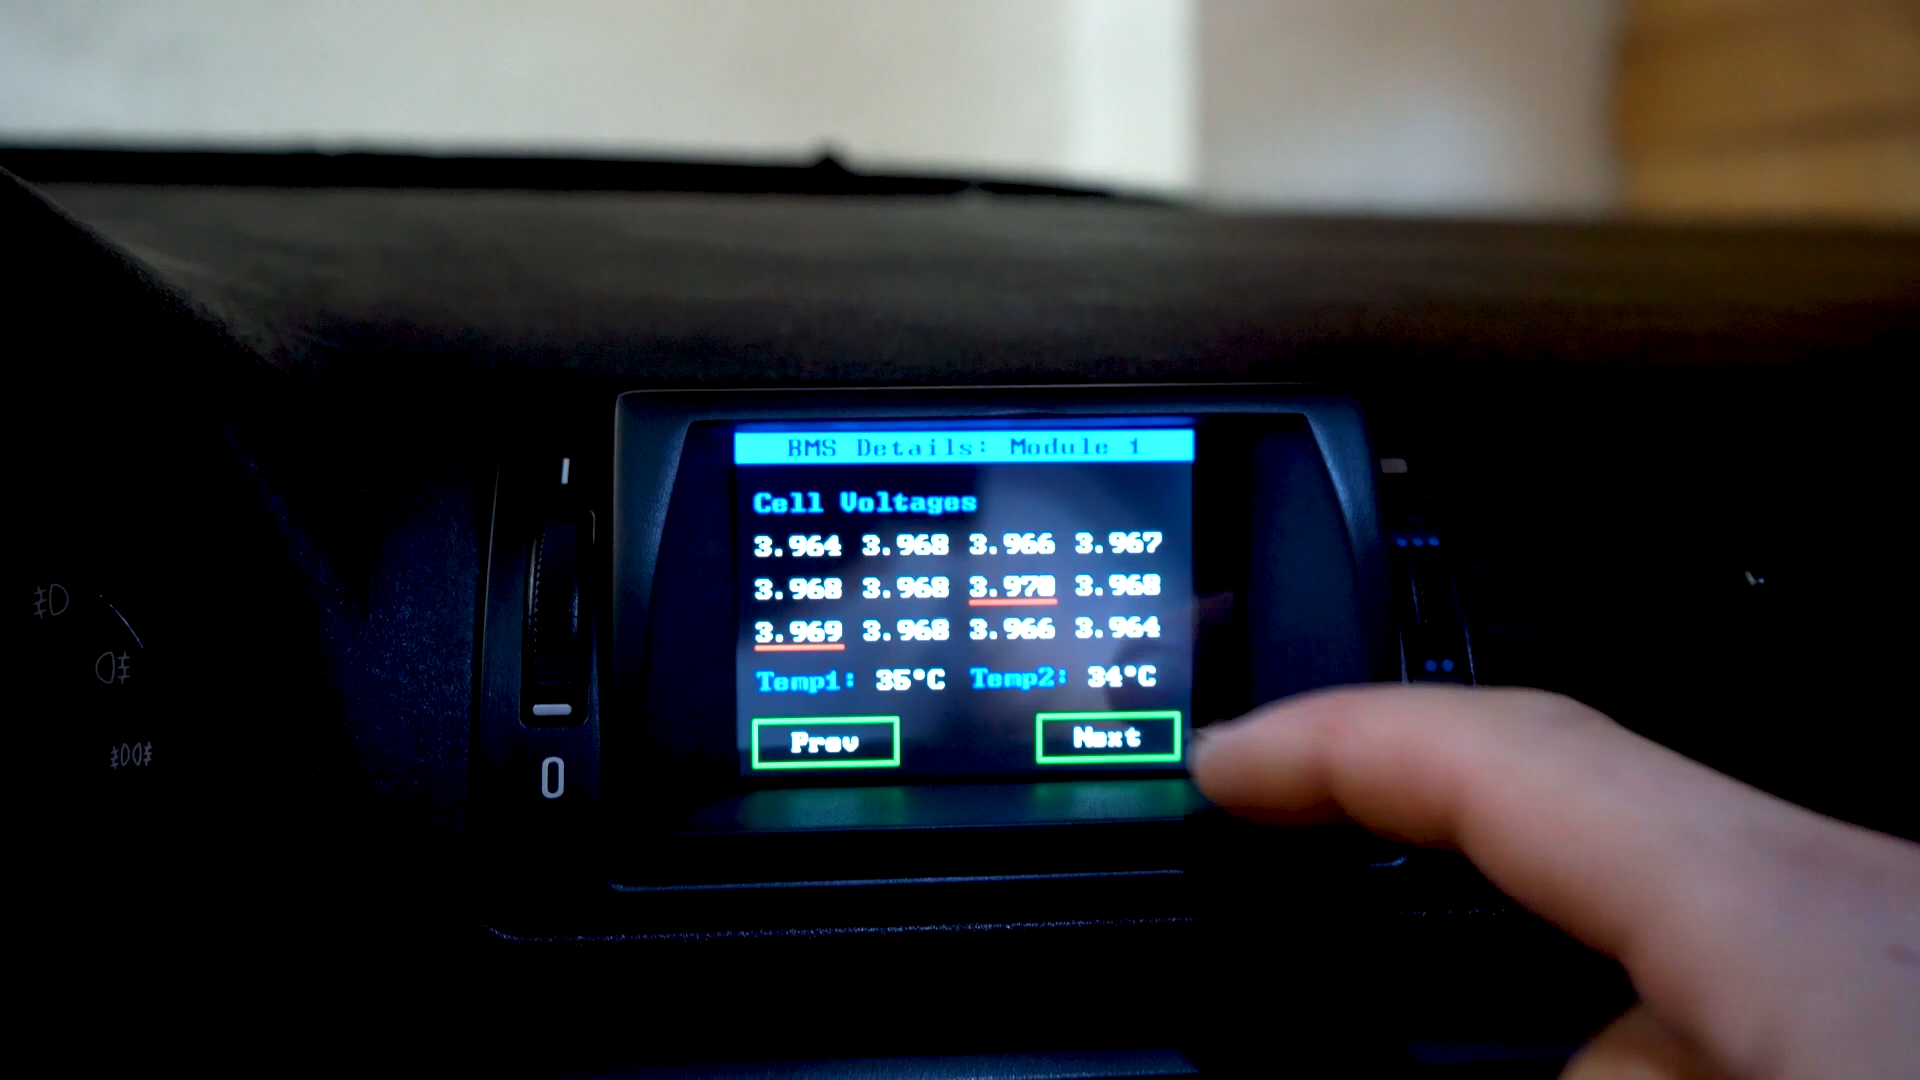 BMS Details: Module 1
Cell Voltages
3.964 3.968 3.966 3.967
3.968 3.968 3.970 3.968
3.969 3.968 3.966 3.964
Temp1: 35°C Temp2: 34°C
Prev Next
0